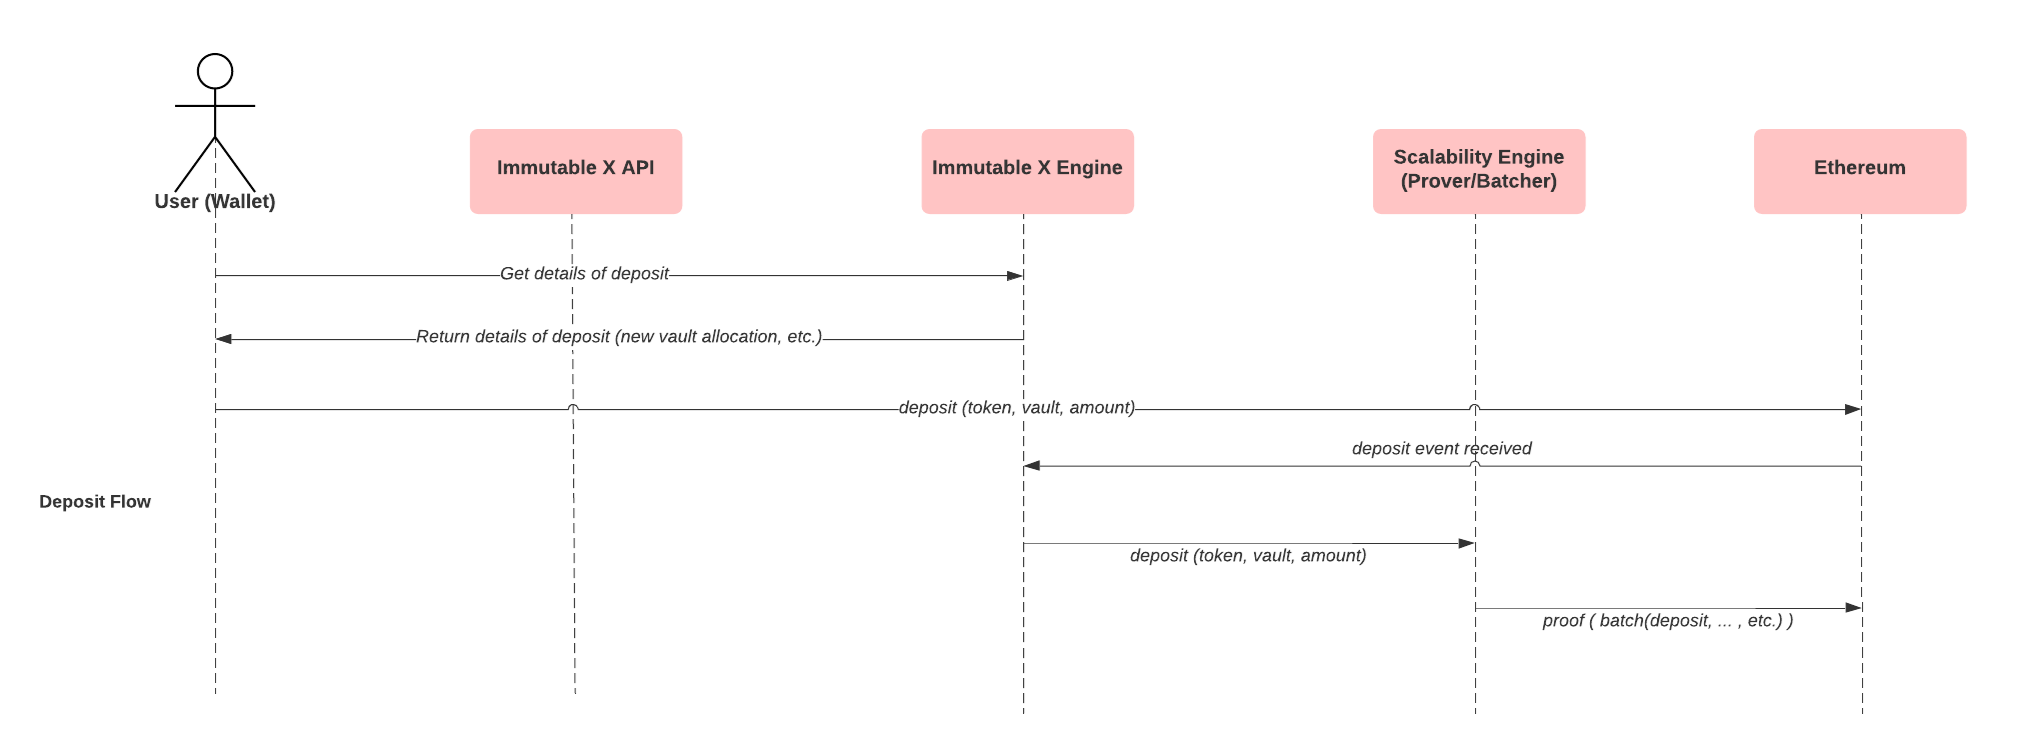 User (Wallet)
Immutable X API
Immutable X Engine
Scalability Engine
(Prover/Batcher)
Ethereum
Get details of deposit
Return details of deposit (new vault allocation, etc.)
deposit (token, vault, amount)
deposit event received
Deposit Flow
deposit (token, vault, amount)
proof ( batch(deposit, ... , etc.) )